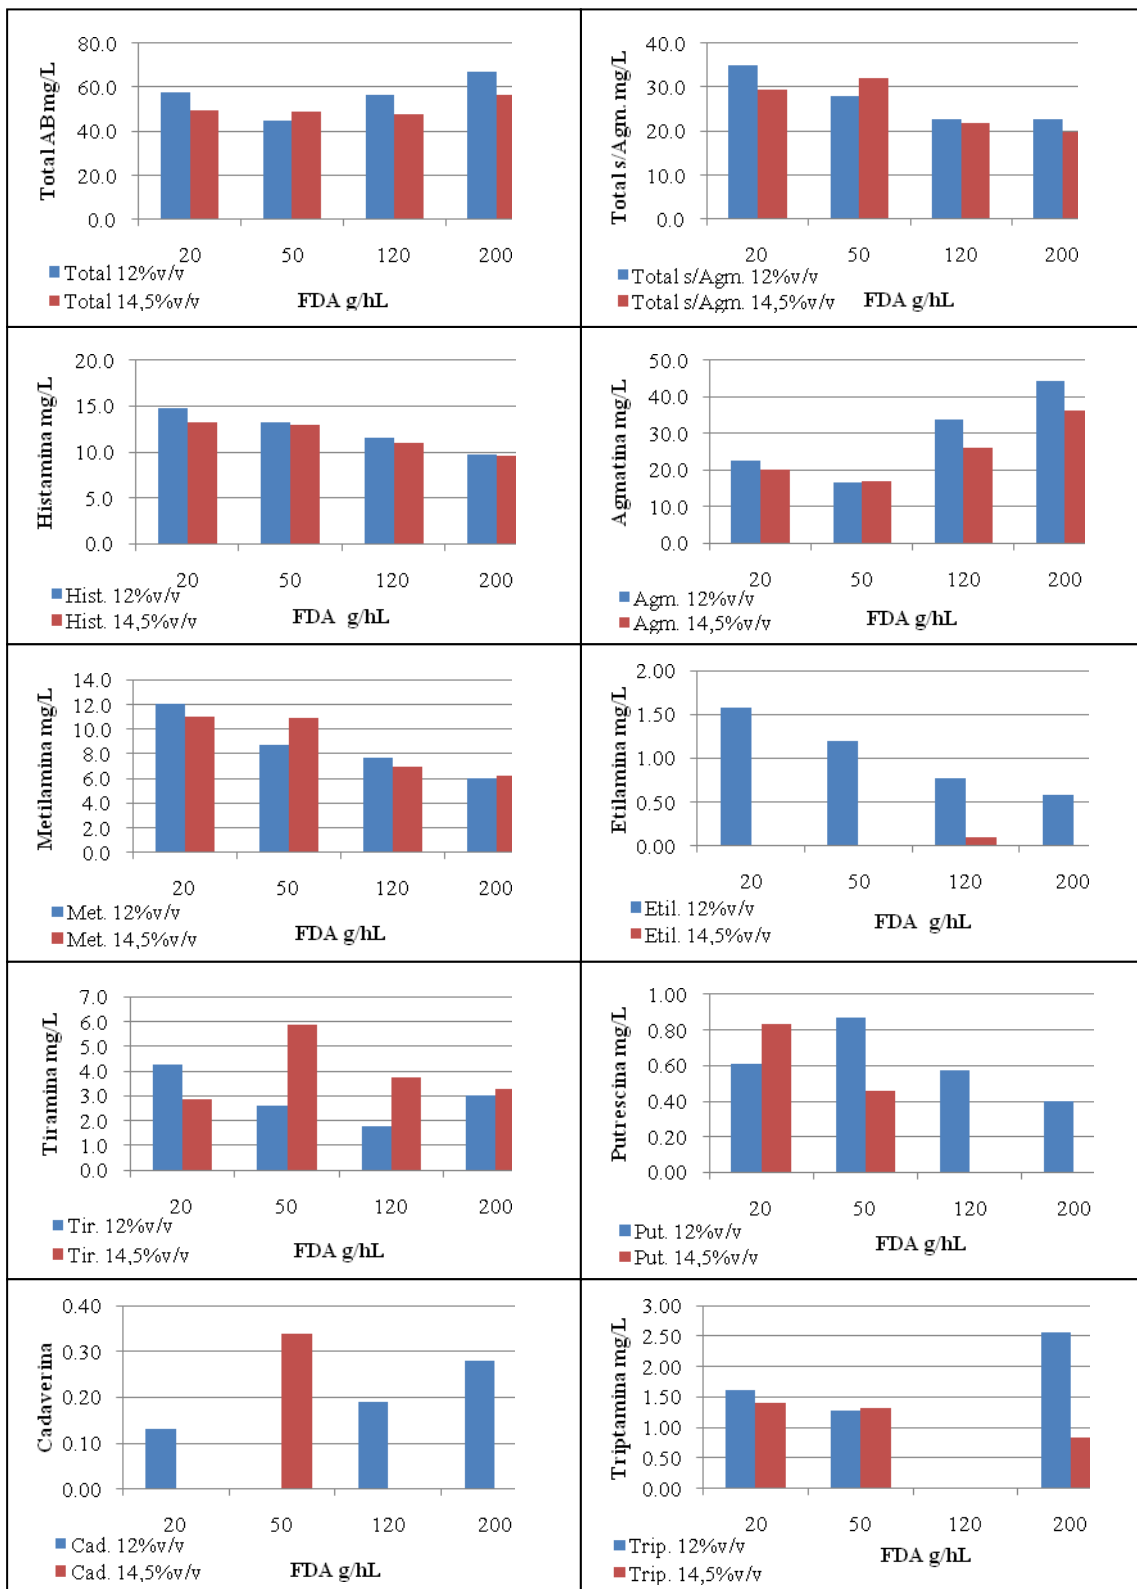 Total AB mg/L
80.0
60.0
40.0
20.0
0.0
20 50 120 200
Total 12%v/v
Total 14,5%v/v
FDA g/hL
Total s/Agm. mg/L
40.0
30.0
20.0
10.0
0.0
20 50 120 200
Total s/Agm. 12%v/v
Total s/Agm. 14,5%v/v
FDA g/hL
Histamina mg/L
20.0
15.0
10.0
5.0
0.0
20 50 120 200
Hist. 12%v/v
Hist. 14,5%v/v
FDA g/hL
Agmatina mg/L
50.0
40.0
30.0
20.0
10.0
0.0
20 50 120 200
Agm. 12%v/v
Agm. 14,5%v/v
FDA g/hL
Metilamina mg/L
14.0
12.0
10.0
8.0
6.0
4.0
2.0
0.0
20 50 120 200
Met. 12%v/v
Met. 14,5%v/v
FDA g/hL
Etilamina mg/L
2.00
1.50
1.00
0.50
0.00
20 50 120 200
Etil. 12%v/v
Etil. 14,5%v/v
FDA g/hL
Tiramina mg/L
7.0
6.0
5.0
4.0
3.0
2.0
1.0
0.0
20 50 120 200
Tir. 12%v/v
Tir. 14,5%v/v
FDA g/hL
Putrescina mg/L
1.00
0.80
0.60
0.40
0.20
0.00
20 50 120 200
Put. 12%v/v
Put. 14,5%v/v
FDA g/hL
Cadaverina
0.40
0.30
0.20
0.10
0.00
20 50 120 200
Cad. 12%v/v
Cad. 14,5%v/v
FDA g/hL
Triptamina mg/L
3.00
2.50
2.00
1.50
1.00
0.50
0.00
20 50 120 200
Trip. 12%v/v
Trip. 14,5%v/v
FDA g/hL